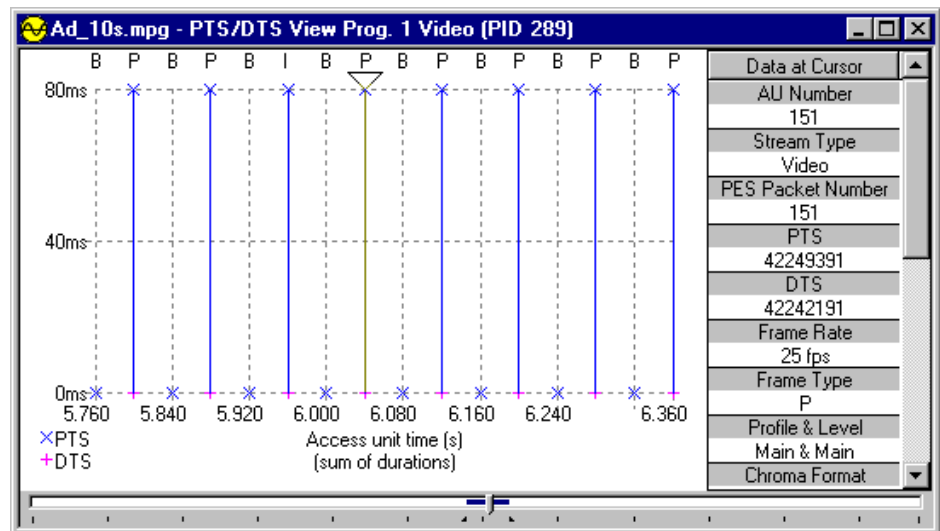 Ad_10s.mpg - PTS/DTS View Prog. 1 Video (PID 289)
B P B P B I B P B P B P B P B P
80ms
40ms
0ms
5.760 5.840 5.920 6.000 6.080 6.160 6.240 6.360
×PTS
+DTS
Access unit time (s)
(sum of durations)
Data at Cursor
AU Number
151
Stream Type
Video
PES Packet Number
151
PTS
42249391
DTS
42242191
Frame Rate
25 fps
Frame Type
P
Profile & Level
Main & Main
Chroma Format